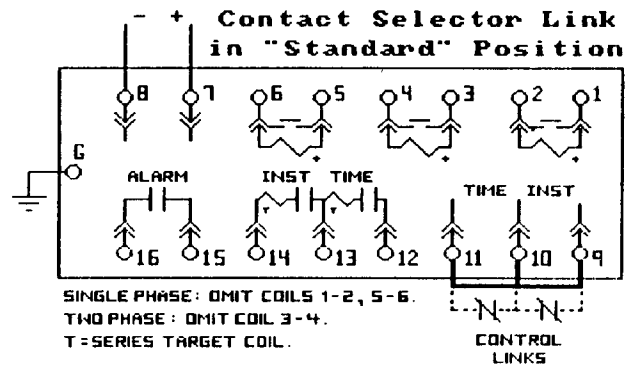 Contact Selector Link
in "Standard" Position
- +
8 7 6 5 4 3 2 1
+ + +
G
ALARM INST TIME TIME INST
T T
16 15 14 13 12 11 10 9
SINGLE PHASE: OMIT COILS 1-2, 5-6.
TWO PHASE: OMIT COIL 3-4.
T=SERIES TARGET COIL.
CONTROL
LINKS